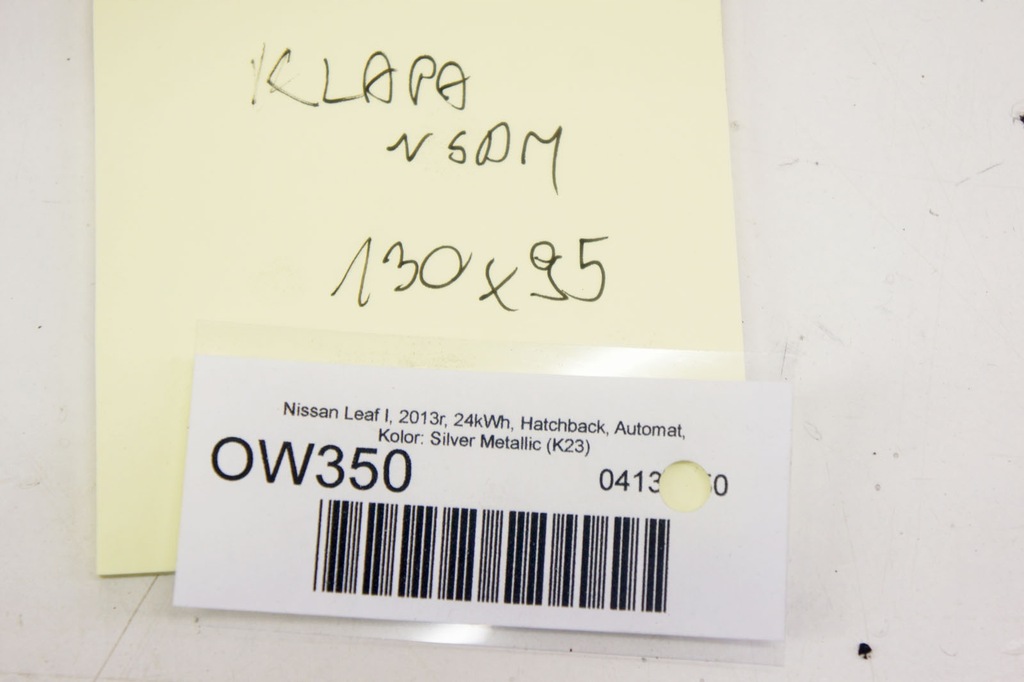 KLAPA
NSDM
130x95
Nissan Leaf I, 2013r, 24kWh, Hatchback, Automat,
Kolor: Silver Metallic (K23)
OW350